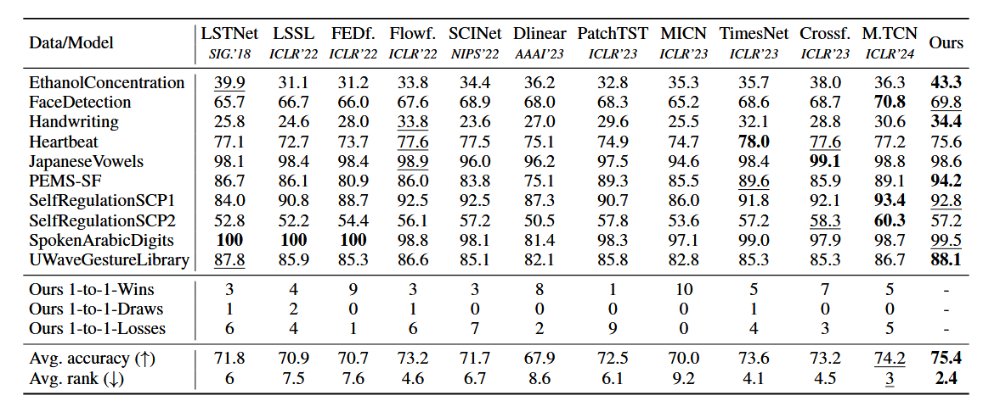 Data/Model LSTNet LSSL FEDf. Flowf. SCINet Dlinear PatchTST MICN TimesNet Crossf. M.TCN Ours
SIG.'18 ICLR'22 ICLR'22 ICLR'22 NIPS'22 AAAI'23 ICLR'23 ICLR'23 ICLR'23 ICLR'23 ICLR'24
EthanolConcentration 39.9 31.1 31.2 33.8 34.4 36.2 32.8 35.3 35.7 38.0 36.3 43.3
FaceDetection 65.7 66.7 66.0 67.6 68.9 68.0 68.3 65.2 68.6 68.7 70.8 69.8
Handwriting 25.8 24.6 28.0 33.8 23.6 27.0 29.6 25.5 32.1 28.8 30.6 34.4
Heartbeat 77.1 72.7 73.7 77.6 77.5 75.1 74.9 74.7 78.0 77.6 77.2 75.6
JapaneseVowels 98.1 98.4 98.4 98.9 96.0 96.2 97.5 94.6 98.4 99.1 98.8 98.6
PEMS-SF 86.7 86.1 80.9 86.0 83.8 75.1 89.3 85.5 89.6 85.9 89.1 94.2
SelfRegulationSCP1 84.0 90.8 88.7 92.5 92.5 87.3 90.7 86.0 91.8 92.1 93.4 92.8
SelfRegulationSCP2 52.8 52.2 54.4 56.1 57.2 50.5 57.8 53.6 57.2 58.3 60.3 57.2
SpokenArabicDigits 100 100 100 98.8 98.1 81.4 98.3 97.1 99.0 97.9 98.7 99.5
UWaveGestureLibrary 87.8 85.9 85.3 86.6 85.1 82.1 85.8 82.8 85.3 85.3 86.7 88.1
Ours 1-to-1-Wins 3 4 9 3 3 8 1 10 5 7 5 -
Ours 1-to-1-Draws 1 2 0 1 0 0 0 0 1 0 0 -
Ours 1-to-1-Losses 6 4 1 6 7 2 9 0 4 3 5 -
Avg. accuracy (↑) 71.8 70.9 70.7 73.2 71.7 67.9 72.5 70.0 73.6 73.2 74.2 75.4
Avg. rank (↓) 6 7.5 7.6 4.6 6.7 8.6 6.1 9.2 4.1 4.5 3 2.4